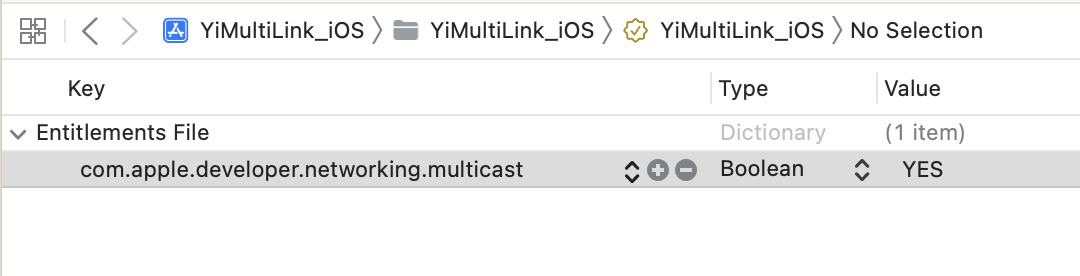 YiMultiLink_iOS YiMultiLink_iOS YiMultiLink_iOS No Selection
Key Type Value
Entitlements File Dictionary (1 item)
com.apple.developer.networking.multicast Boolean YES